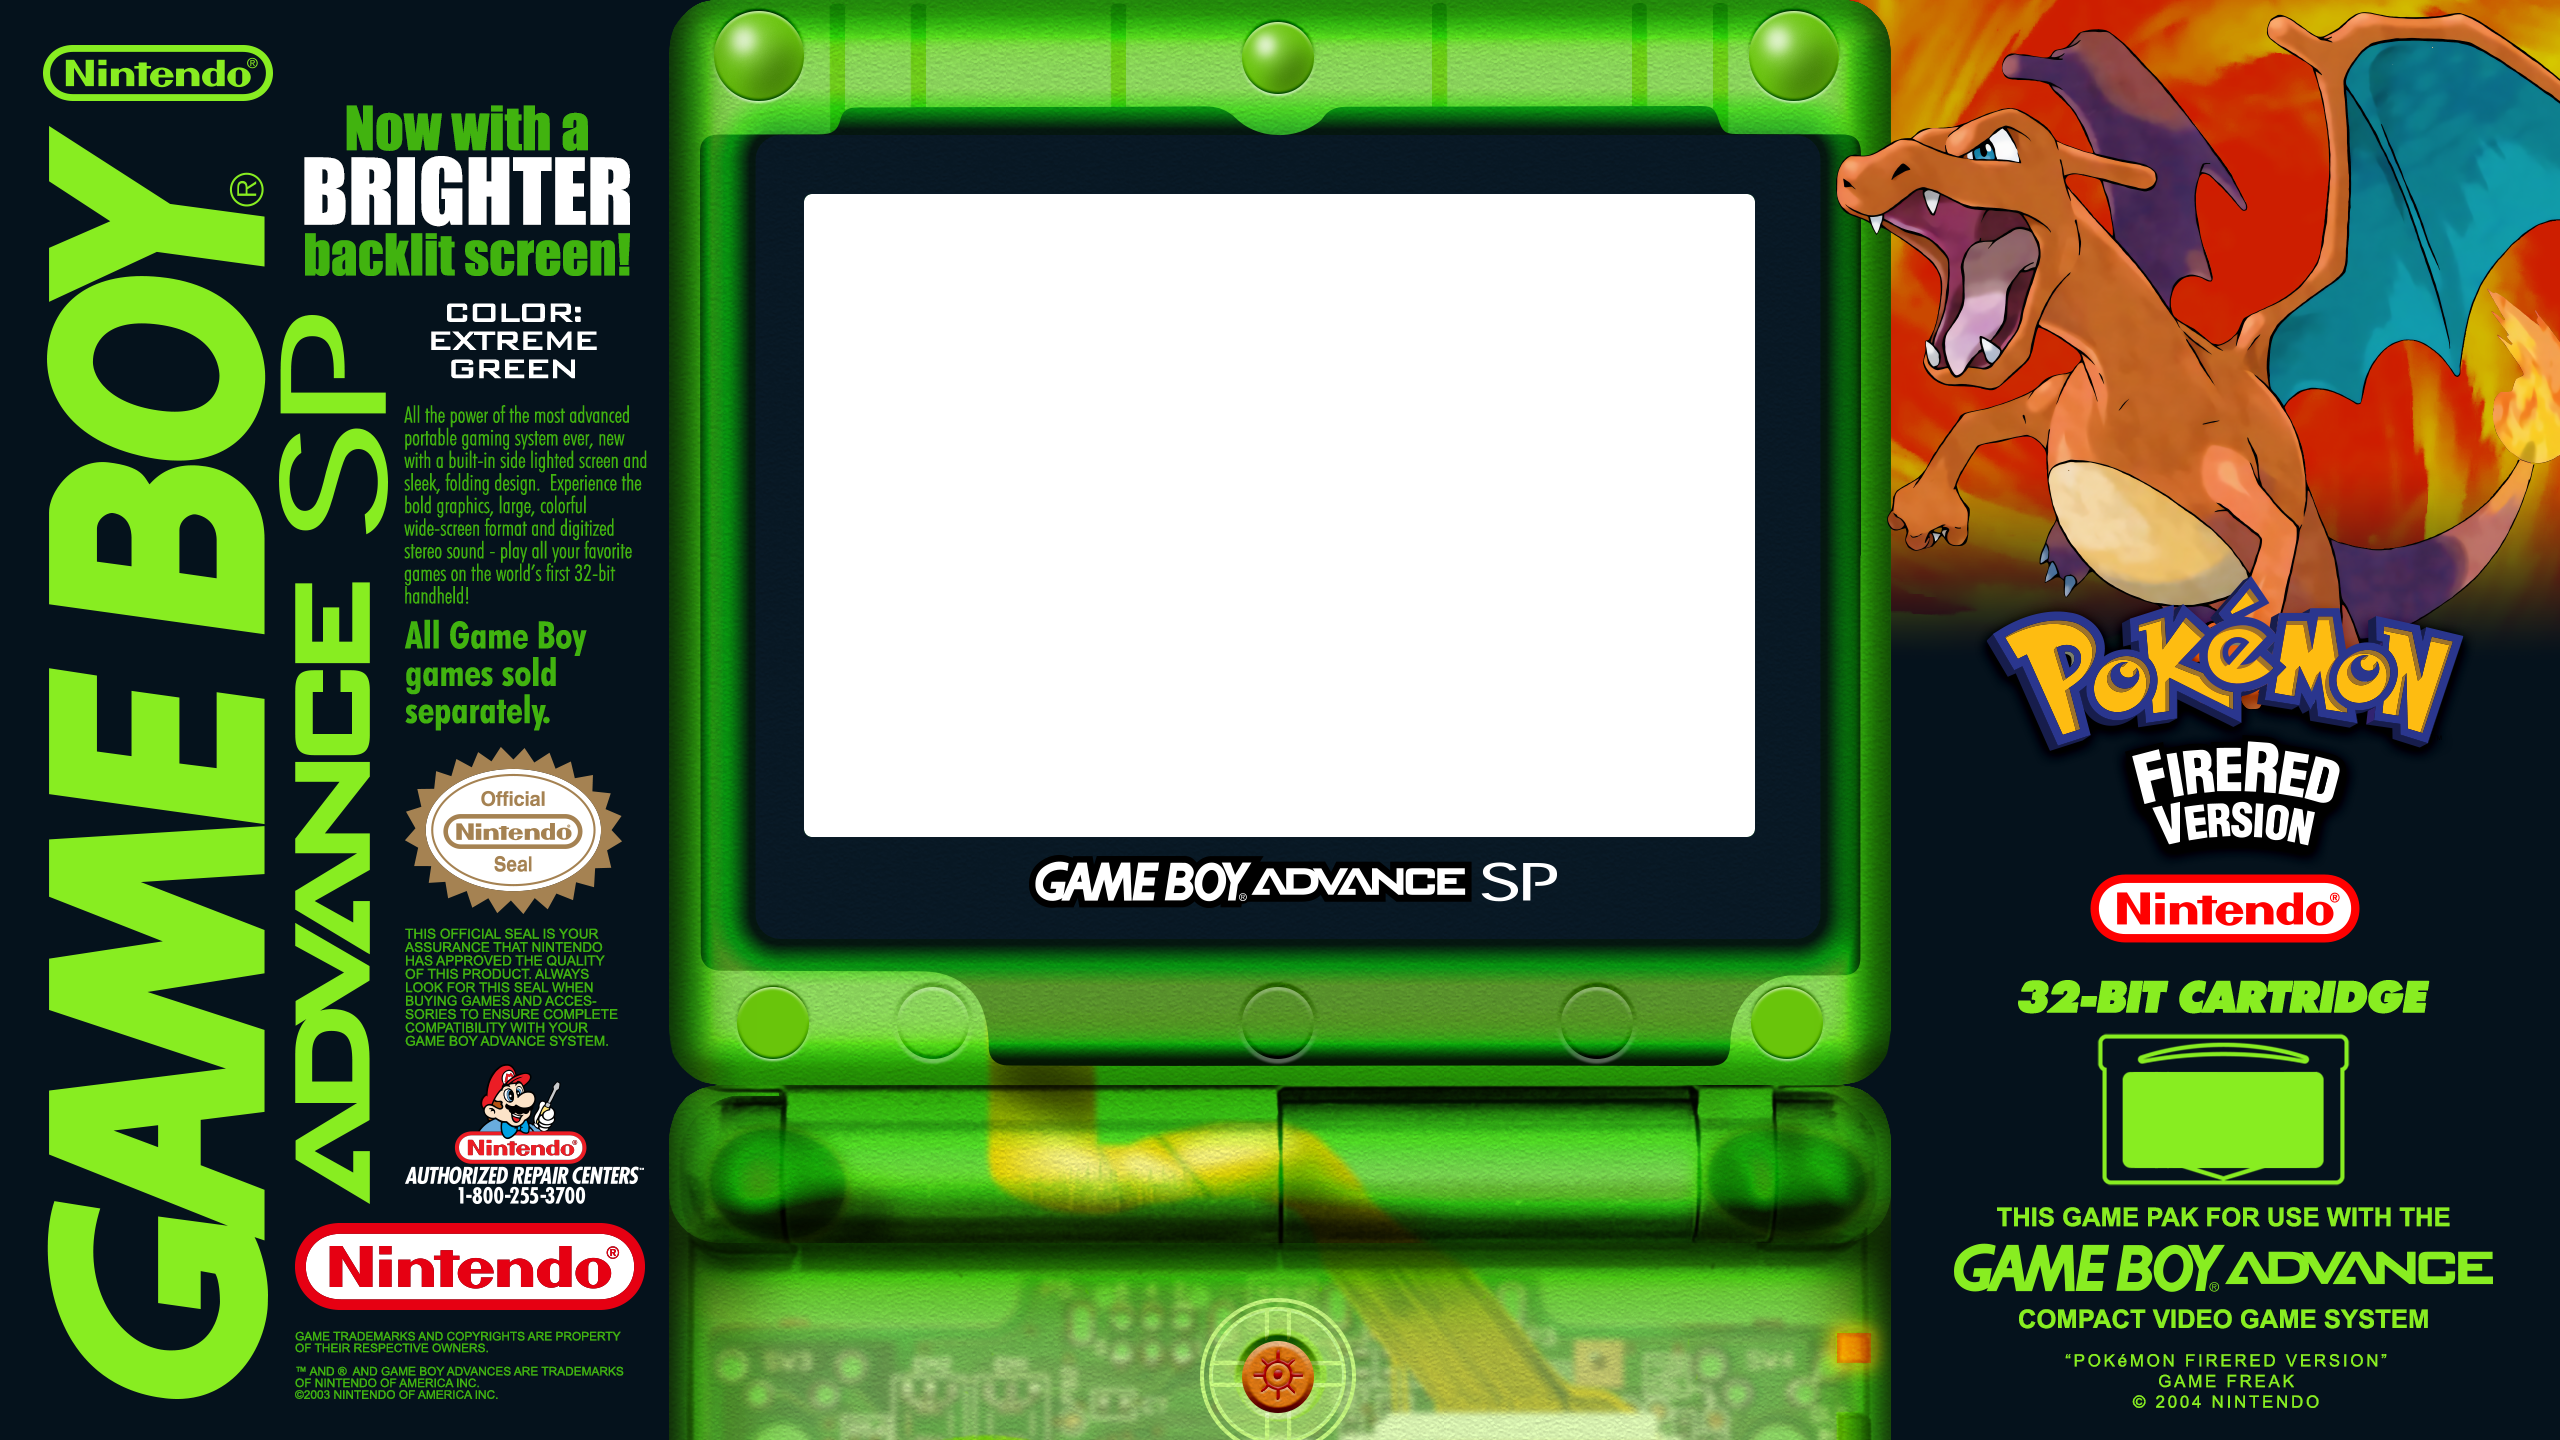 Nintendo®
GAME BOY®
ADVANCE SP
Now with a
BRIGHTER
backlit screen!
COLOR:
EXTREME
GREEN
All the power of the most advanced
portable gaming system ever, new
with a built-in side lighted screen and
sleek, folding design. Experience the
bold graphics, large, colorful
wide-screen format and digitized
stereo sound - play all your favorite
games on the world's first 32-bit
handheld!
All Game Boy
games sold
separately.
Official
Nintendo®
Seal
THIS OFFICIAL SEAL IS YOUR
ASSURANCE THAT NINTENDO
HAS APPROVED THE QUALITY
OF THIS PRODUCT. ALWAYS
LOOK FOR THIS SEAL WHEN
BUYING GAMES AND ACCES-
SORIES TO ENSURE COMPLETE
COMPATIBILITY WITH YOUR
GAME BOY ADVANCE SYSTEM.
M
Nintendo®
AUTHORIZED REPAIR CENTERS™
1-800-255-3700
Nintendo®
GAME TRADEMARKS AND COPYRIGHTS ARE PROPERTY
OF THEIR RESPECTIVE OWNERS.
™ AND ® AND GAME BOY ADVANCES ARE TRADEMARKS
OF NINTENDO OF AMERICA INC.
©2003 NINTENDO OF AMERICA INC.
GAME BOY® ADVANCE SP
POKéMON
FIRERED
VERSION
Nintendo®
32-BIT CARTRIDGE
THIS GAME PAK FOR USE WITH THE
GAME BOY® ADVANCE
COMPACT VIDEO GAME SYSTEM
“POKéMON FIRERED VERSION”
GAME FREAK
© 2004 NINTENDO